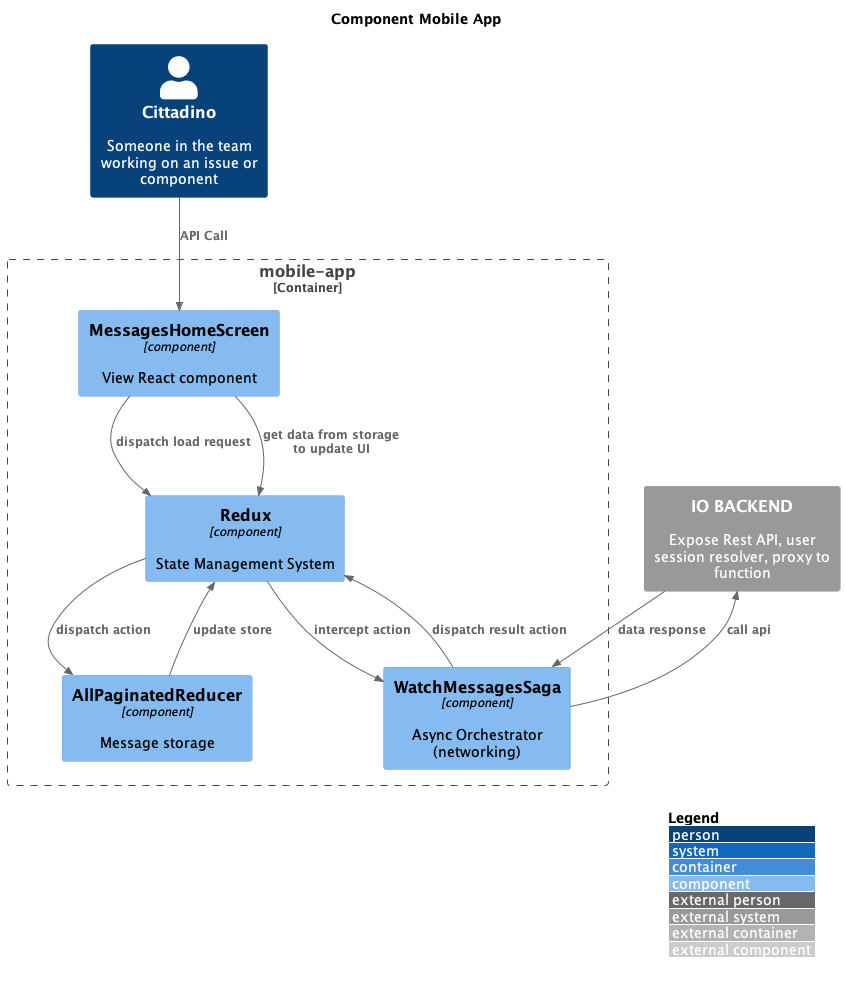 Component Mobile App
Cittadino
Someone in the team
working on an issue or
component
API Call
mobile-app
[Container]
MessagesHomeScreen
[component]
View React component
dispatch load request
get data from storage
to update UI
Redux
[component]
State Management System
IO BACKEND
Expose Rest API, user
session resolver, proxy to
function
dispatch action
update store
intercept action
dispatch result action
data response
call api
AllPaginatedReducer
[component]
Message storage
WatchMessagesSaga
[component]
Async Orchestrator
(networking)
Legend
person
system
container
component
external person
external system
external container
external component